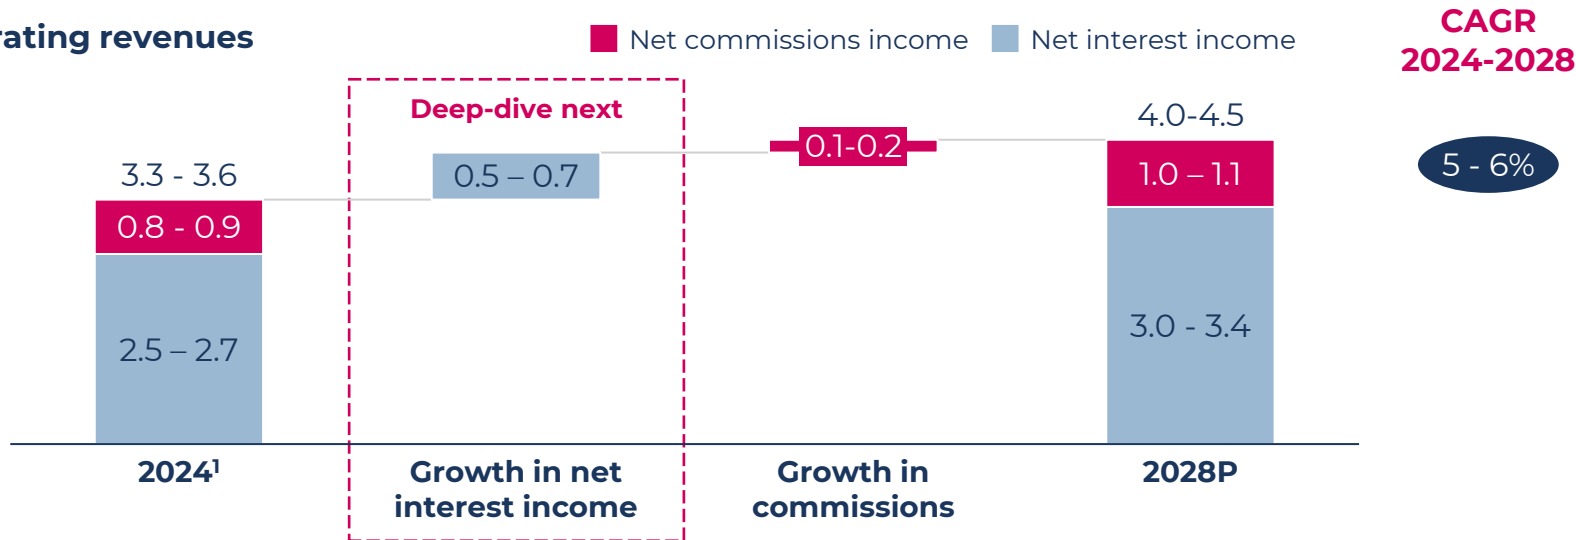 revenues
Net commissions income
Net interest income
CAGR
2024-2028
Deep-dive next
4.0-4.5
0.1-0.2
3.3 - 3.6
0.5 – 0.7
1.0 – 1.1
5 - 6%
0.8 - 0.9
2.5 – 2.7
3.0 - 3.4
2024¹
Growth in net
interest income
Growth in
commissions
2028P